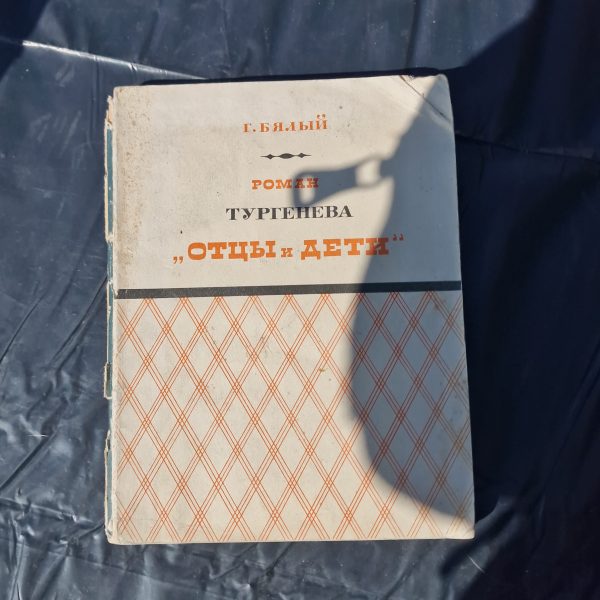 Г. БЯЛЫЙ
РОМАН
ТУРГЕНЕВА
„ОТЦЫ и ДЕТИ“